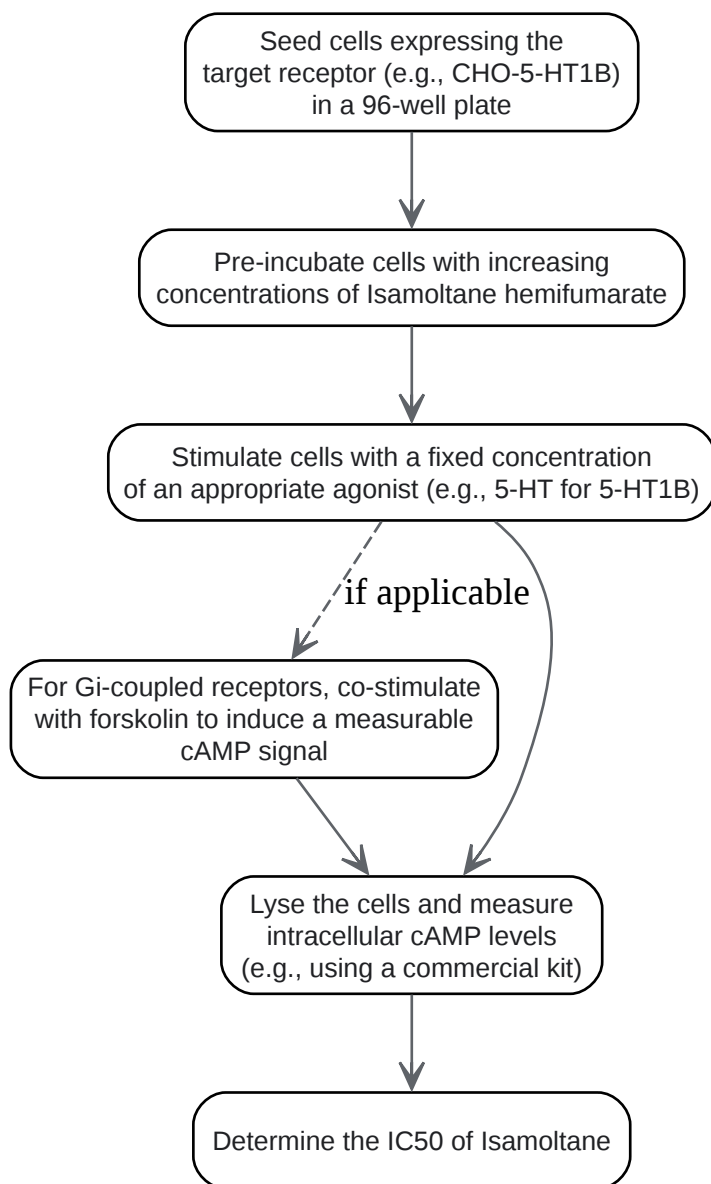 Seed cells expressing the
target receptor (e.g., CHO-5-HT1B)
in a 96-well plate
Pre-incubate cells with increasing
concentrations of Isamoltane hemifumarate
Stimulate cells with a fixed concentration
of an appropriate agonist (e.g., 5-HT for 5-HT1B)
if applicable
For Gi-coupled receptors, co-stimulate
with forskolin to induce a measurable
cAMP signal
Lyse the cells and measure
intracellular cAMP levels
(e.g., using a commercial kit)
Determine the IC50 of Isamoltane